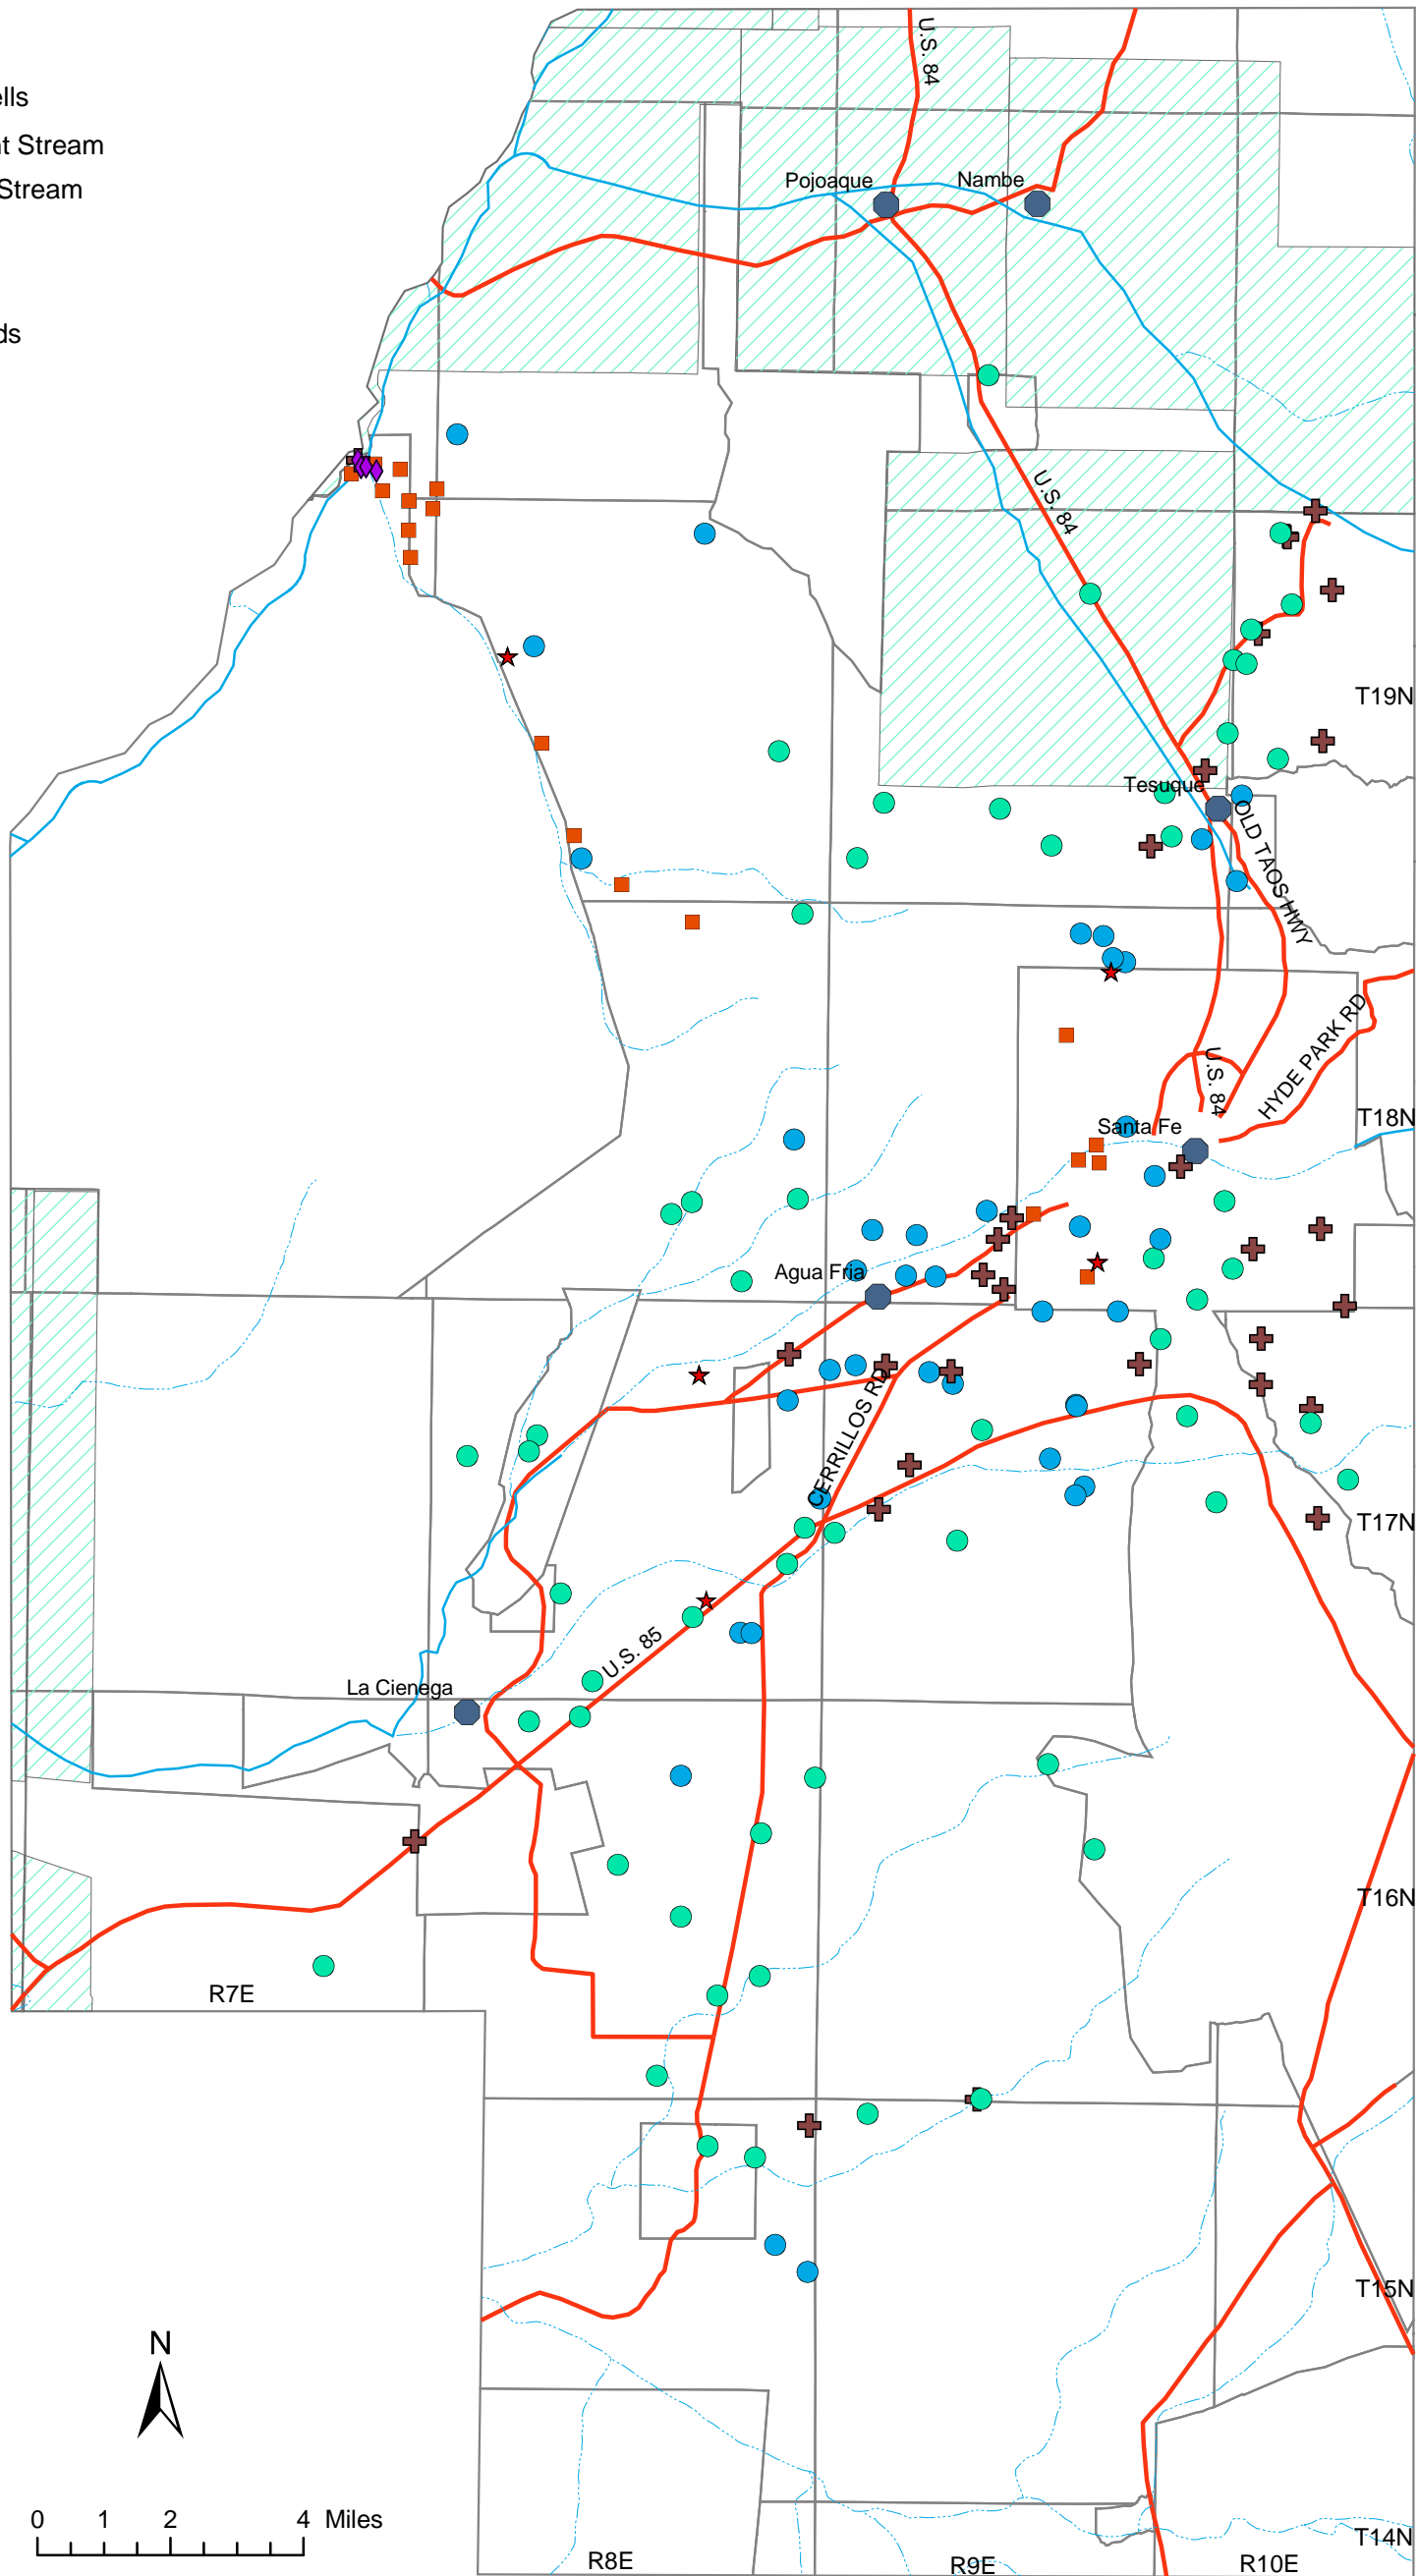 U.S. 84
ells
t Stream
Stream
Pojoaque
Nambe
ds
U.S. 84
T19N
Tesuque
OLD TAOS HWY
HYDE PARK RD
U.S. 84
Santa Fe
T18N
Agua Fria
CERRILLOS RD
T17N
U.S. 85
La Cienega
T16N
R7E
T15N
N
0 1 2 4 Miles
T14N
R8E
R9E
R10E